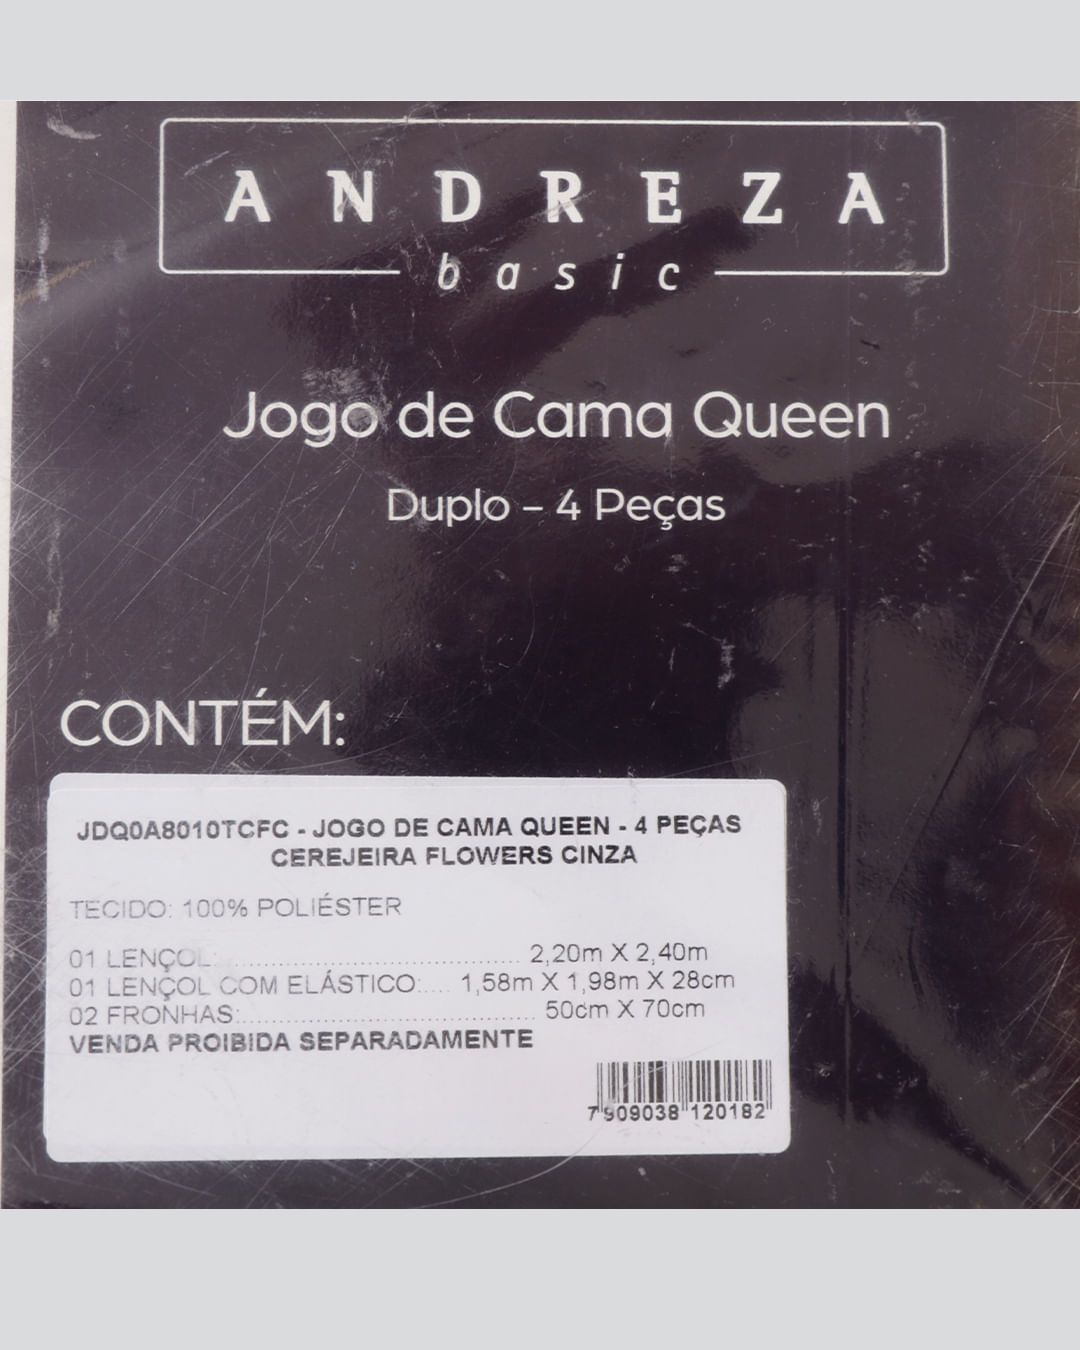 ANDREZA
basic
Jogo de Cama Queen
Duplo – 4 Peças
CONTÉM:
JDQ0A8010TCFC - JOGO DE CAMA QUEEN - 4 PEÇAS
CEREJEIRA FLOWERS CINZA
TECIDO: 100% POLIÉSTER
01 LENÇOL:.......................................... 2,20m X 2,40m
01 LENÇOL COM ELÁSTICO:.... 1,58m X 1,98m X 28cm
02 FRONHAS:........................................ 50cm X 70cm
VENDA PROIBIDA SEPARADAMENTE
7 909038 120182